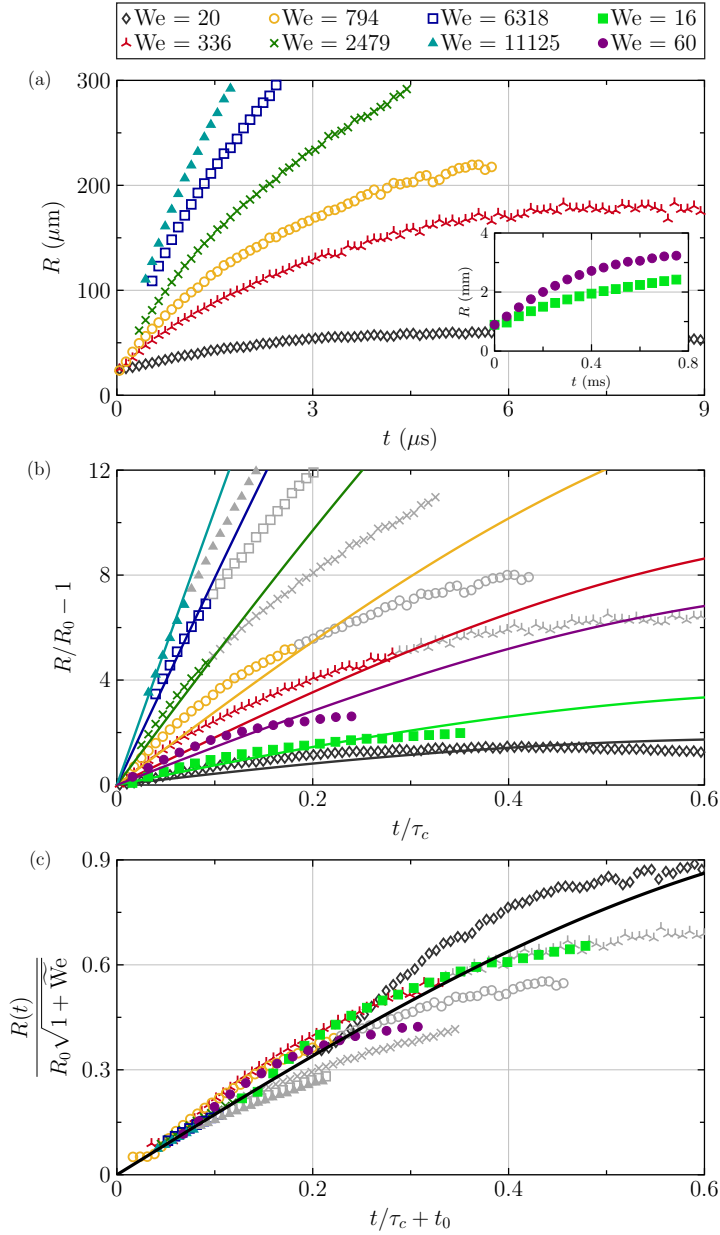 We = 20 We = 794 We = 6318 We = 16
We = 336 We = 2479 We = 11125 We = 60
(a)
300
200
100
0
R (μm)
0 3 6 9
t (μs)
4
2
0
R (mm)
0 0.4 0.8
t (ms)
(b)
12
8
4
0
R/R₀ − 1
0 0.2 0.4 0.6
t/τ_c
(c)
0.9
0.6
0.3
0
R(t)
R₀√1 + W̃e
0 0.2 0.4 0.6
t/τ_c + t₀